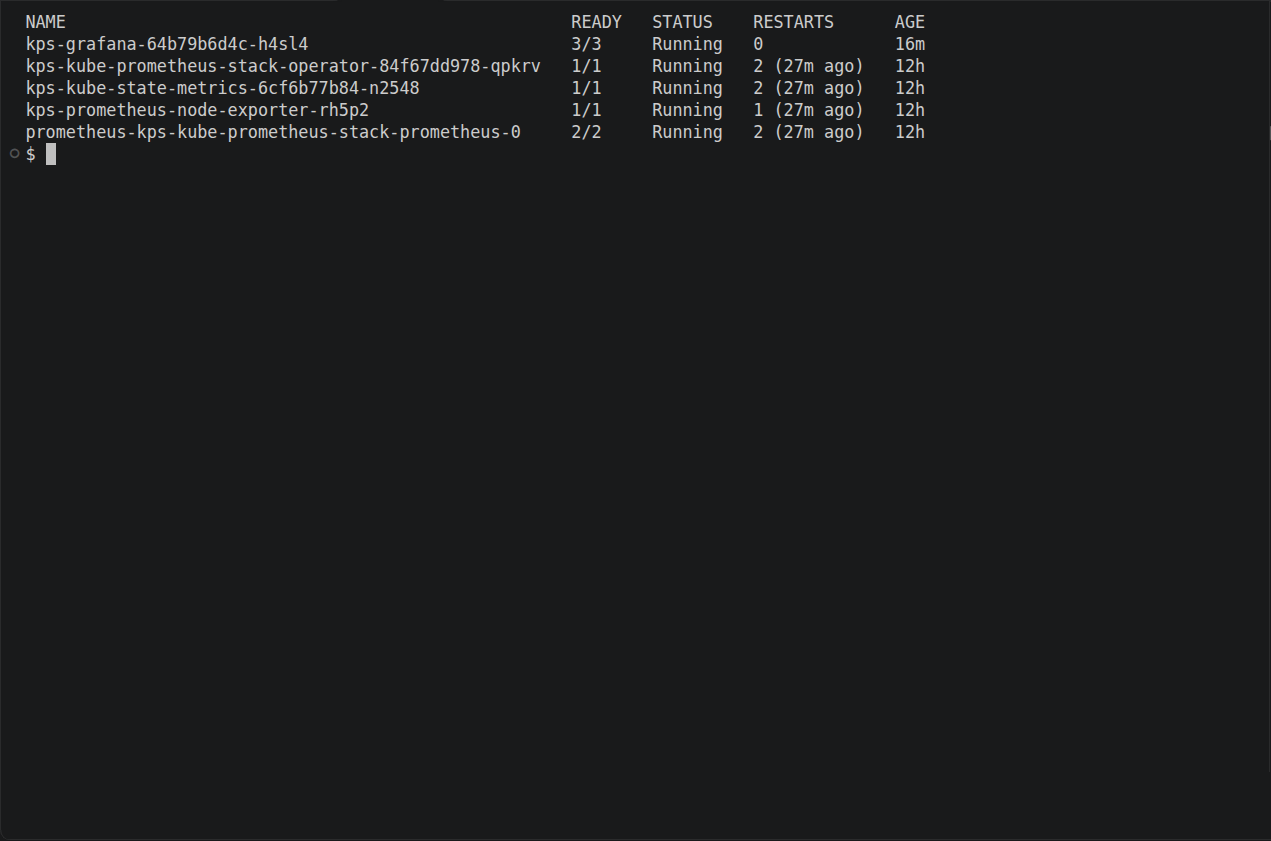 NAME READY STATUS RESTARTS AGE
kps-grafana-64b79b6d4c-h4sl4 3/3 Running 0 16m
kps-kube-prometheus-stack-operator-84f67dd978-qpkrv 1/1 Running 2 (27m ago) 12h
kps-kube-state-metrics-6cf6b77b84-n2548 1/1 Running 2 (27m ago) 12h
kps-prometheus-node-exporter-rh5p2 1/1 Running 1 (27m ago) 12h
prometheus-kps-kube-prometheus-stack-prometheus-0 2/2 Running 2 (27m ago) 12h
$